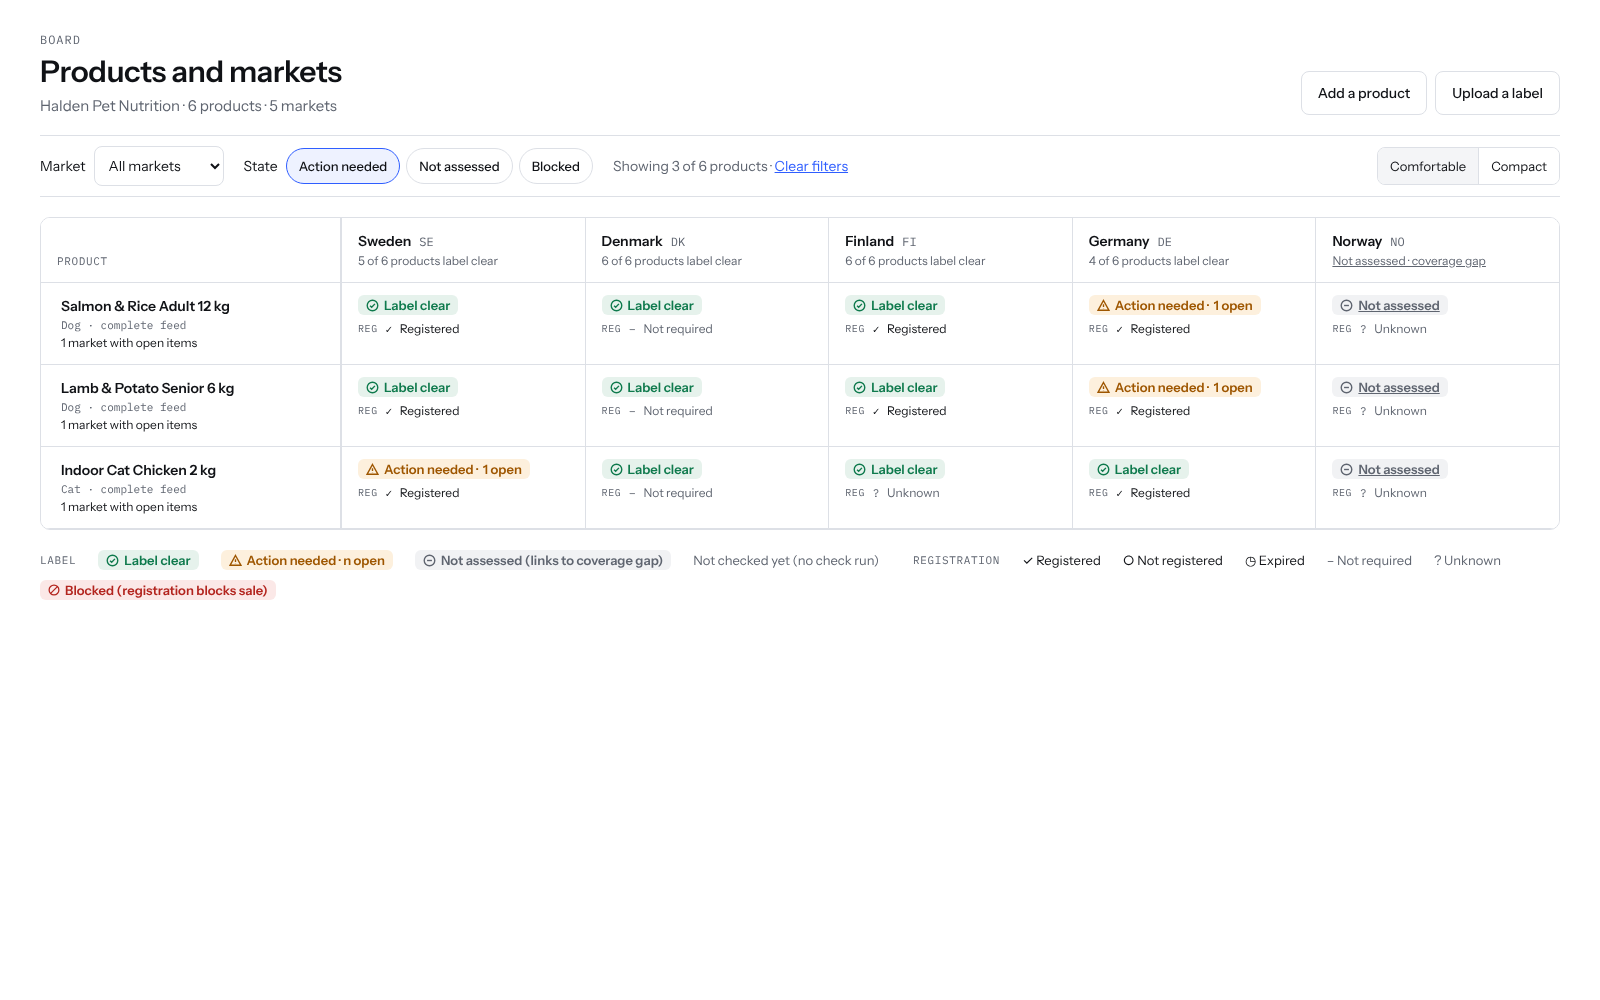 BOARD
Products and markets
Halden Pet Nutrition · 6 products · 5 markets
Add a product
Upload a label
Market All markets State Action needed Not assessed Blocked Showing 3 of 6 products · Clear filters Comfortable Compact
PRODUCT
Sweden SE
5 of 6 products label clear
Denmark DK
6 of 6 products label clear
Finland FI
6 of 6 products label clear
Germany DE
4 of 6 products label clear
Norway NO
Not assessed · coverage gap
Salmon & Rice Adult 12 kg
Dog · complete feed
1 market with open items
Label clear
REG ✓ Registered
Label clear
REG – Not required
Label clear
REG ✓ Registered
Action needed · 1 open
REG ✓ Registered
Not assessed
REG ? Unknown
Lamb & Potato Senior 6 kg
Dog · complete feed
1 market with open items
Label clear
REG ✓ Registered
Label clear
REG – Not required
Label clear
REG ✓ Registered
Action needed · 1 open
REG ✓ Registered
Not assessed
REG ? Unknown
Indoor Cat Chicken 2 kg
Cat · complete feed
1 market with open items
Action needed · 1 open
REG ✓ Registered
Label clear
REG – Not required
Label clear
REG ? Unknown
Label clear
REG ✓ Registered
Not assessed
REG ? Unknown
LABEL Label clear Action needed · n open Not assessed (links to coverage gap) Not checked yet (no check run) REGISTRATION ✓ Registered ○ Not registered ◷ Expired – Not required ? Unknown
Blocked (registration blocks sale)